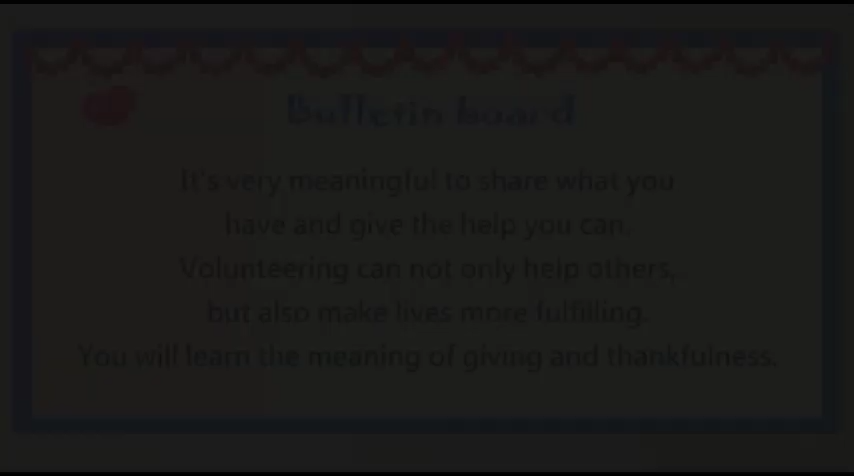 Bulletin board
It's very meaningful to share what you
have and give the help you can.
Volunteering can not only help others,
but also make lives more fulfilling.
You will learn the meaning of giving and thankfulness.